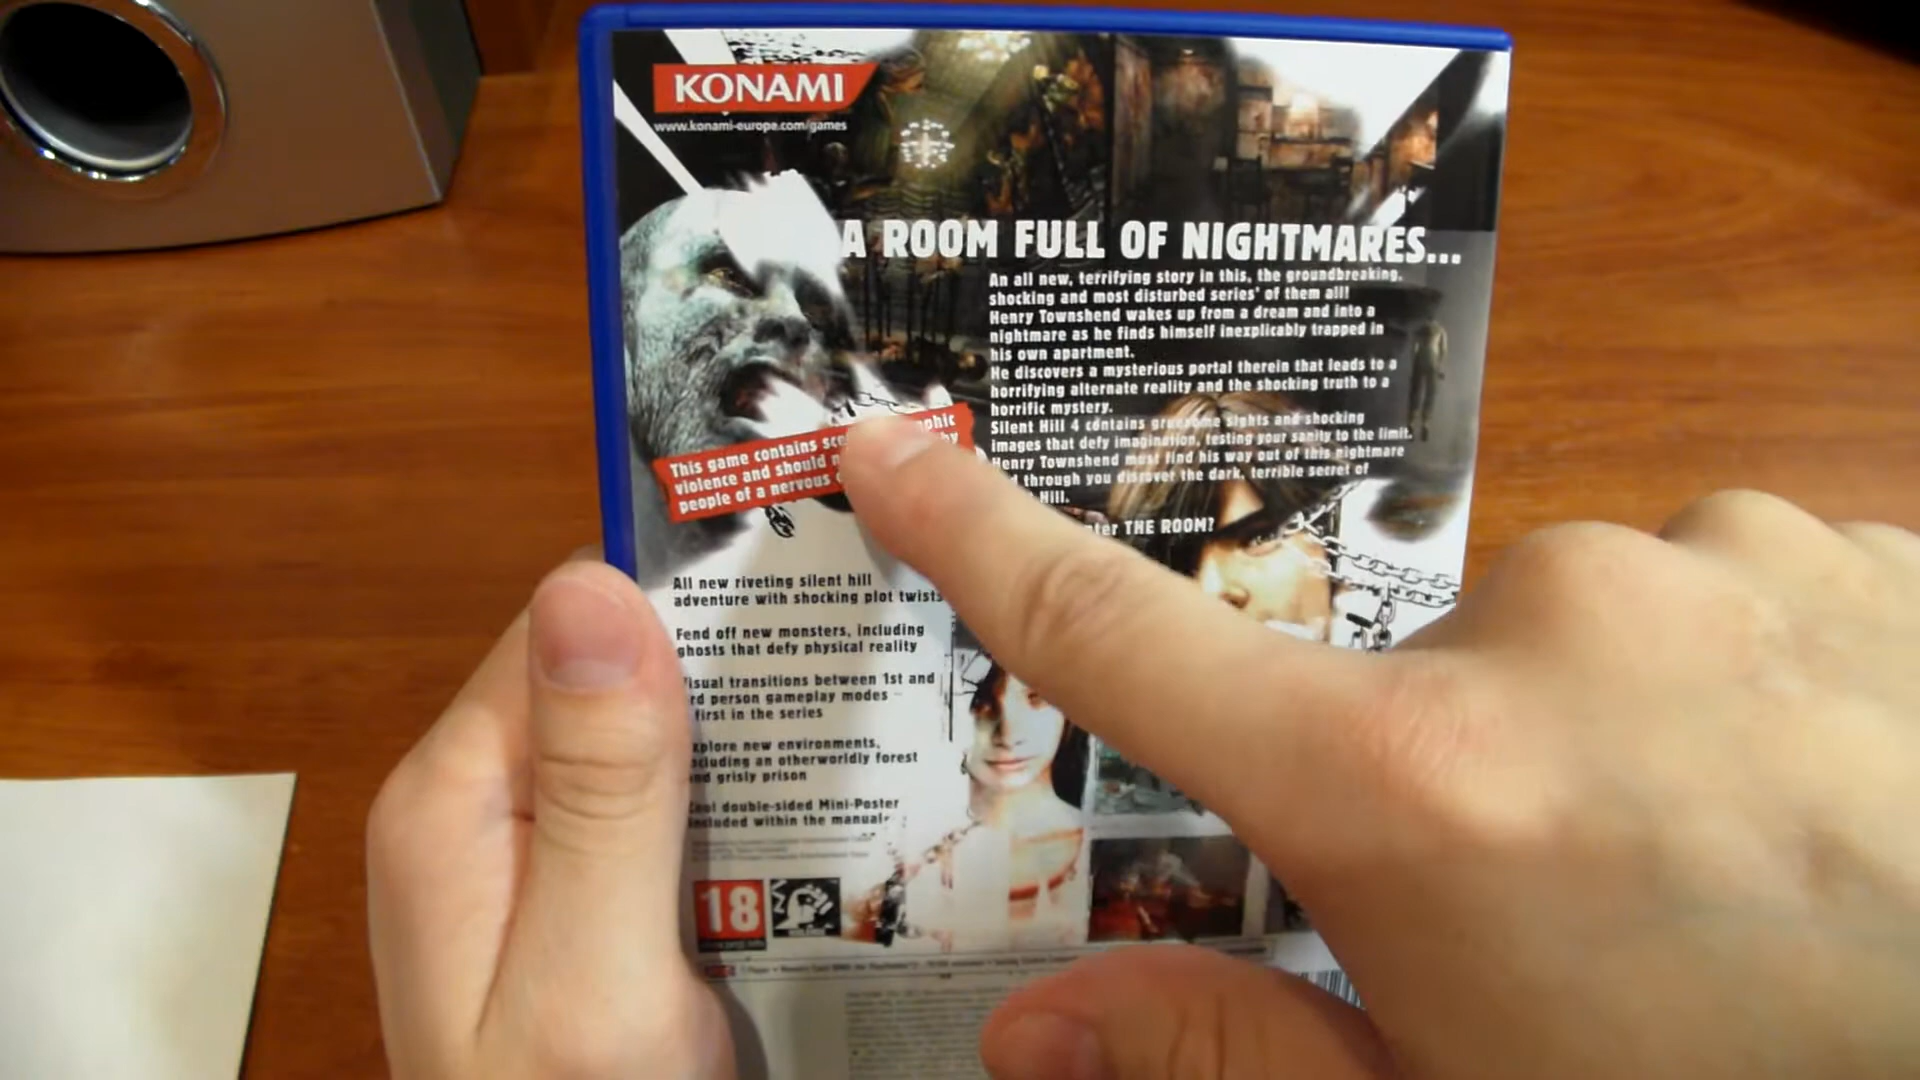 KONAMI
www.konami-europe.com/games
A ROOM FULL OF NIGHTMARES...
An all new, terrifying story in this, the groundbreaking,
shocking and most disturbed series' of them all!
Henry Townshend wakes up from a dream and into a
nightmare as he finds himself inexplicably trapped in
his own apartment.
He discovers a mysterious portal therein that leads to a
horrifying alternate reality and the shocking truth to a
horrific mystery.
Silent Hill 4 contains gruesome sights and shocking
images that defy imagination, testing your sanity to the limit.
Henry Townshend must find his way out of this nightmare
through you discover the dark, terrible secret of
Hill.
THE ROOM?
This game contains
violence and should
people of a nervous
All new riveting silent hill
adventure with shocking plot twists
Fend off new monsters, including
ghosts that defy physical reality
Visual transitions between 1st and
rd person gameplay modes -
first in the series
explore new environments,
including an otherworldly forest
and grisly prison
Cool double-sided Mini-Poster
included within the manual
18
VIOLENCE